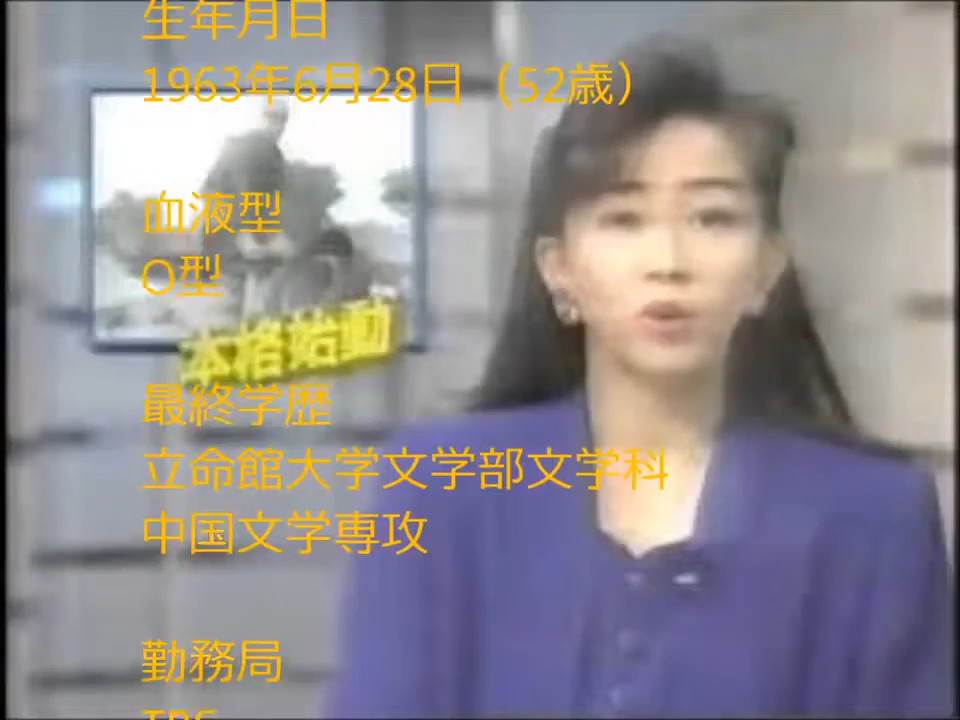 生年月日
1963年6月28日（52歳）
血液型
O型
本格始動
最終学歴
立命館大学文学部文学科
中国文学専攻
勤務局